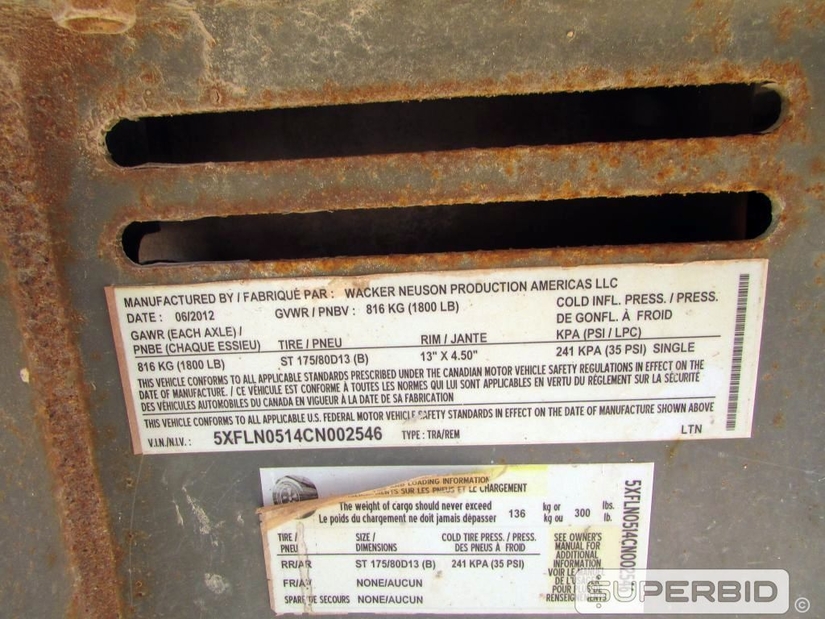 MANUFACTURED BY / FABRIQUÉ PAR : WACKER NEUSON PRODUCTION AMERICAS LLC
DATE : 06/2012 GVWR / PNBV : 816 KG (1800 LB) COLD INFL. PRESS. / PRESS.
DE GONFL. À FROID
GAWR (EACH AXLE) /
PNBE (CHAQUE ESSIEU) TIRE / PNEU RIM / JANTE KPA (PSI / LPC)
816 KG (1800 LB) ST 175/80D13 (B) 13" X 4.50" 241 KPA (35 PSI) SINGLE
THIS VEHICLE CONFORMS TO ALL APPLICABLE STANDARDS PRESCRIBED UNDER THE CANADIAN MOTOR VEHICLE SAFETY REGULATIONS IN EFFECT ON THE
DATE OF MANUFACTURE. / CE VÉHICULE EST CONFORME À TOUTES LES NORMES QUI LUI SONT APPLICABLES EN VERTU DU RÈGLEMENT SUR LA SÉCURITÉ
DES VÉHICULES AUTOMOBILES DU CANADA EN VIGUEUR À LA DATE DE SA FABRICATION
THIS VEHICLE CONFORMS TO ALL APPLICABLE U.S. FEDERAL MOTOR VEHICLE SAFETY STANDARDS IN EFFECT ON THE DATE OF MANUFACTURE SHOWN ABOVE
V.I.N./N.I.V. : 5XFLN0514CN002546 TYPE : TRA/REM LTN
LOADING INFORMATION
SUR LES PNEUS ET LE CHARGEMENT
The weight of cargo should never exceed
Le poids du chargement ne doit jamais dépasser 136 kg or kg ou 300 lbs. lb.
TIRE / PNEU SIZE / DIMENSIONS COLD TIRE PRESS. / PRESS. DES PNEUS À FROID
RR/AR ST 175/80D13 (B) 241 KPA (35 PSI)
FR/AV NONE/AUCUN
SPARE DE SECOURS NONE/AUCUN
SEE OWNER'S
MANUAL FOR
ADDITIONAL
INFORMATION
VOIR LE
DE L'
POUR PLUS
RENSEIGNEMENTS
5XFLN0514CN002546
SUPERBID
©